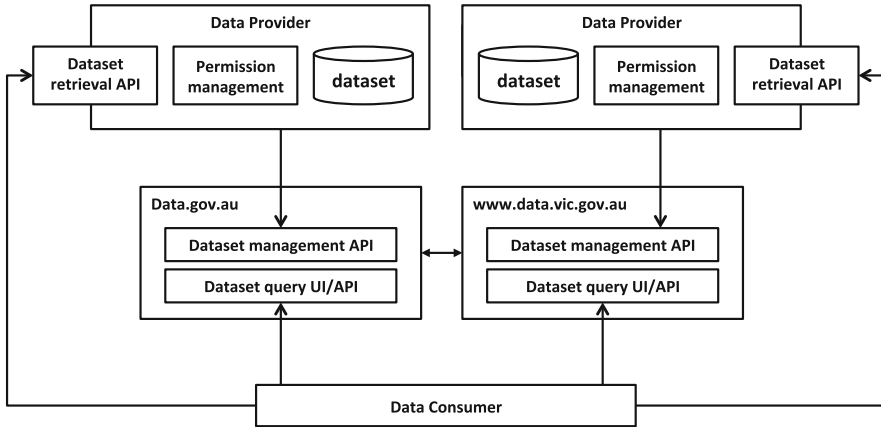 Data Provider
Dataset
retrieval API
Permission
management
dataset
Data Provider
dataset
Permission
management
Dataset
retrieval API
Data.gov.au
Dataset management API
Dataset query UI/API
www.data.vic.gov.au
Dataset management API
Dataset query UI/API
Data Consumer